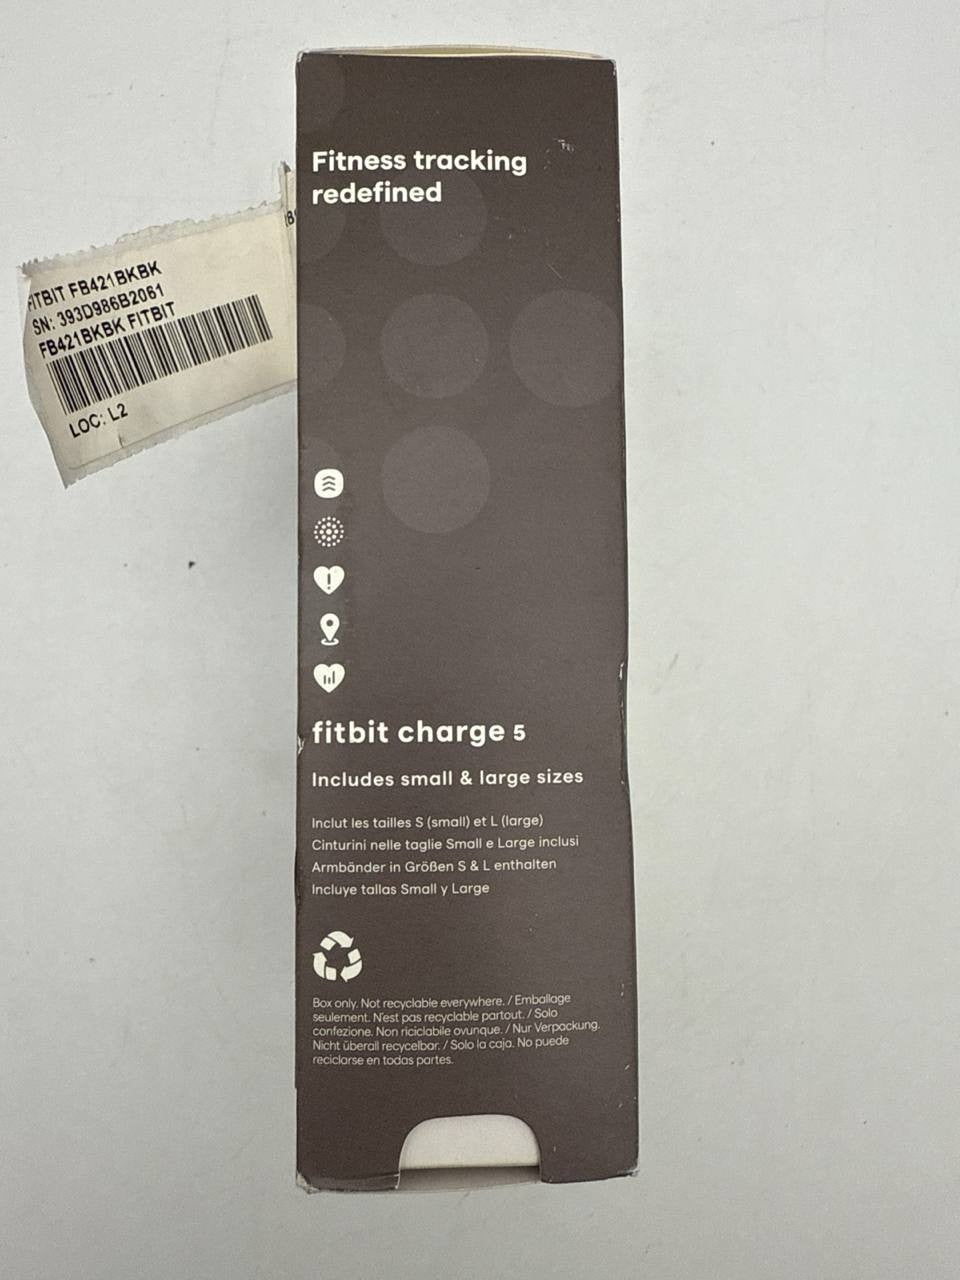 Fitness tracking
redefined
FITBIT FB421BKBK
SN: 393D986B2061
FB421BKBK FITBIT
LOC: L2
fitbit charge 5
Includes small & large sizes
Inclut les tailles S (small) et L (large)
Cinturini nelle taglie Small e Large inclusi
Armbänder in Größen S & L enthalten
Incluye tallas Small y Large
Box only. Not recyclable everywhere. / Emballage
seulement. N'est pas recyclable partout. / Solo
confezione. Non riciclabile ovunque. / Nur Verpackung.
Nicht überall recycelbar. / Solo la caja. No puede
reciclarse en todas partes.